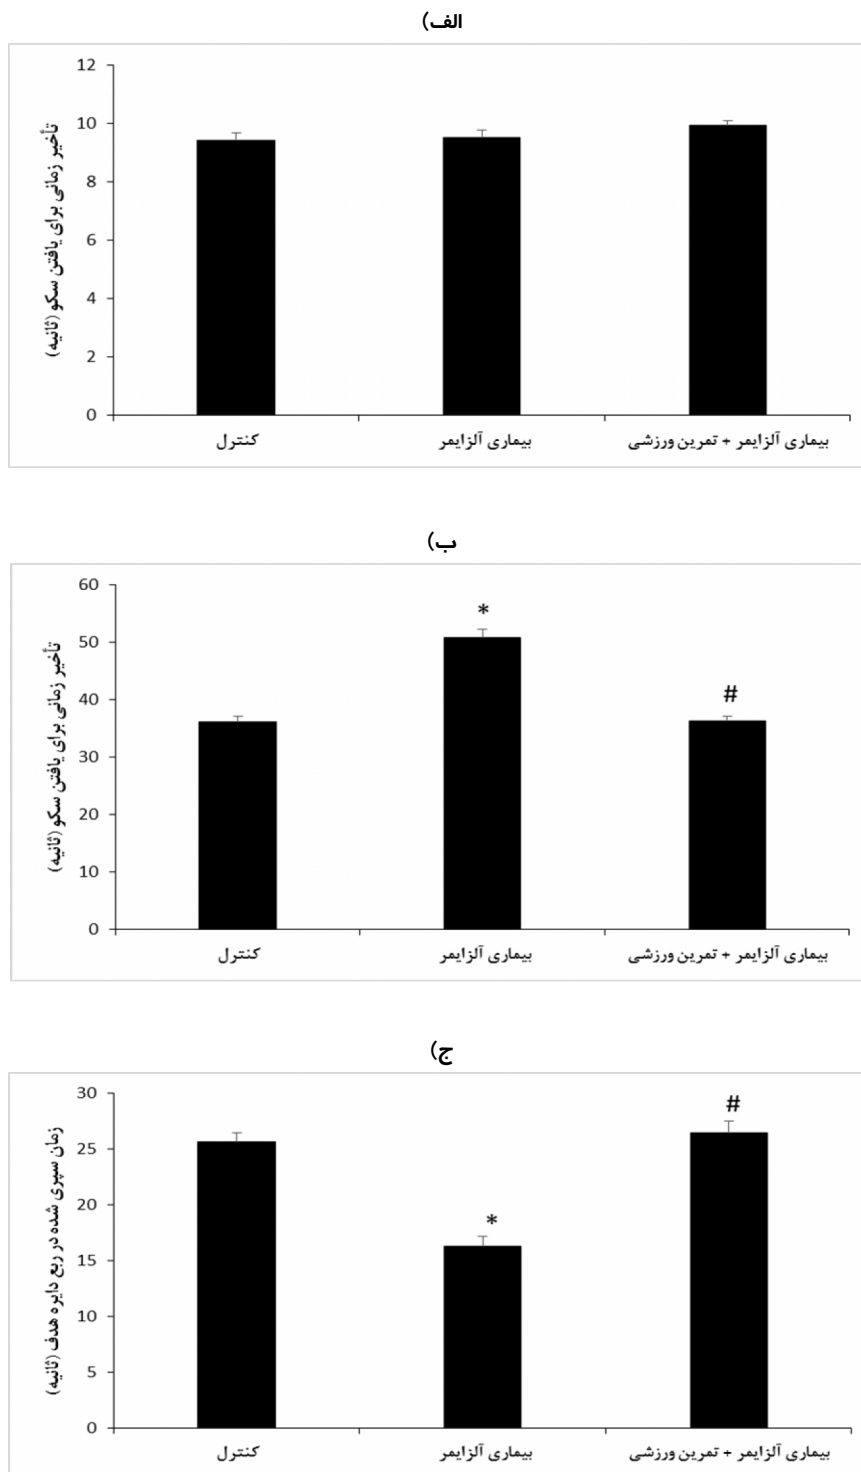 الف)
12
10
8
6
4
2
0
تأخیر زمانی برای یافتن سکو (ثانیه)
کنترل
بیماری آلزایمر
بیماری آلزایمر + تمرین ورزشی
ب)
60
50
40
30
20
10
0
تأخیر زمانی برای یافتن سکو (ثانیه)
*
#
کنترل
بیماری آلزایمر
بیماری آلزایمر + تمرین ورزشی
ج)
30
25
20
15
10
5
0
زمان سپری شده در ربع دایره هدف (ثانیه)
*
#
کنترل
بیماری آلزایمر
بیماری آلزایمر + تمرین ورزشی